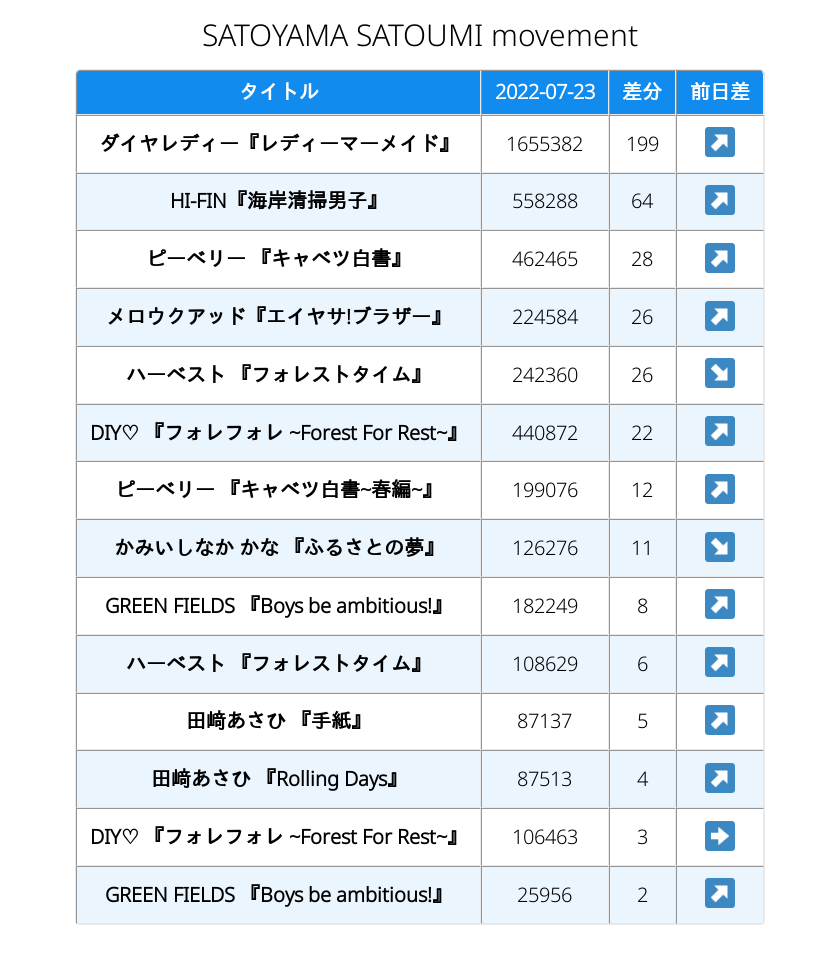 SATOYAMA SATOUMI movement
タイトル 2022-07-23 差分 前日差
ダイヤレディー『レディーマーメイド』 1655382 199 ↗
HI-FIN『海岸清掃男子』 558288 64 ↗
ピーベリー 『キャベツ白書』 462465 28 ↗
メロウクアッド『エイヤサ!ブラザー』 224584 26 ↗
ハーベスト 『フォレストタイム』 242360 26 ↘
DIY♡ 『フォレフォレ ~Forest For Rest~』 440872 22 ↗
ピーベリー 『キャベツ白書~春編~』 199076 12 ↗
かみいしなか かな 『ふるさとの夢』 126276 11 ↘
GREEN FIELDS 『Boys be ambitious!』 182249 8 ↗
ハーベスト 『フォレストタイム』 108629 6 ↗
田﨑あさひ 『手紙』 87137 5 ↗
田﨑あさひ 『Rolling Days』 87513 4 ↗
DIY♡ 『フォレフォレ ~Forest For Rest~』 106463 3 ➡
GREEN FIELDS 『Boys be ambitious!』 25956 2 ↗